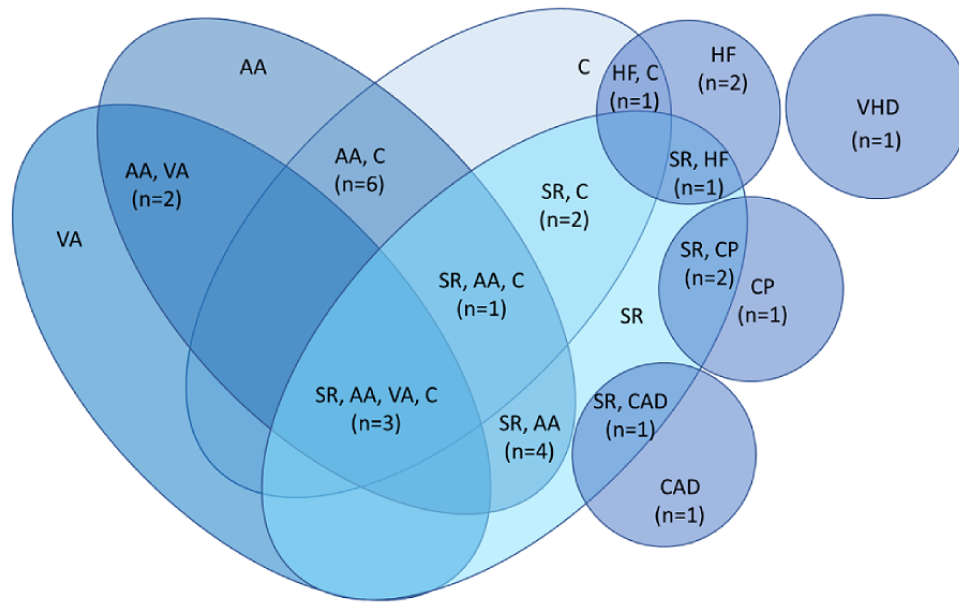 AA
C
HF, C
(n=1)
HF
(n=2)
VHD
(n=1)
AA, VA
(n=2)
AA, C
(n=6)
SR, C
(n=2)
SR, HF
(n=1)
VA
SR, AA, C
(n=1)
SR
SR, CP
(n=2)
CP
(n=1)
SR, AA, VA, C
(n=3)
SR, AA
(n=4)
SR, CAD
(n=1)
CAD
(n=1)